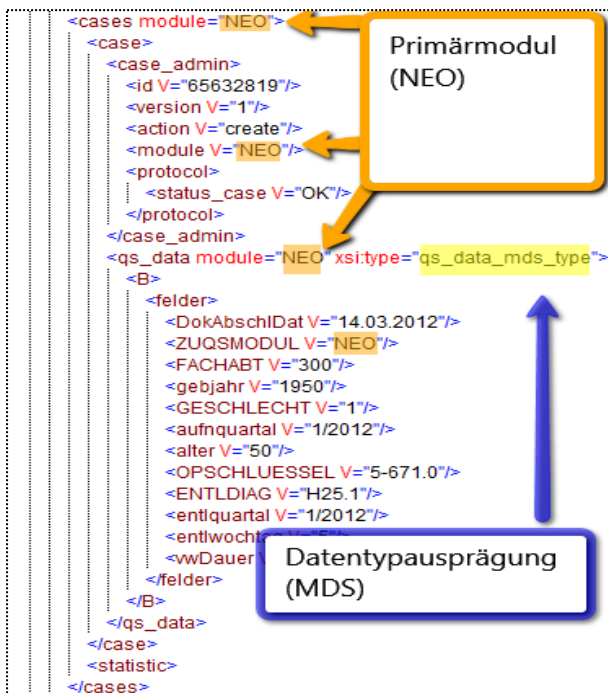 <cases module="NEO">
<case>
<case_admin>
<id V="65632819"/>
<version V="1"/>
<action V="create"/>
<module V="NEO"/>
<protocol>
<status_case V="OK"/>
</protocol>
</case_admin>
<qs_data module="NEO" xsi:type="qs_data_mds_type">
<B>
<felder>
<DokAbschlDat V="14.03.2012"/>
<ZUQSMODUL V="NEO"/>
<FACHABT V="300"/>
<gebjahr V="1950"/>
<GESCHLECHT V="1"/>
<aufnquartal V="1/2012"/>
<alter V="50"/>
<OPSCHLUESSEL V="5-671.0"/>
<ENTLDIAG V="H25.1"/>
<entlquartal V="1/2012"/>
<vwDauer
</felder>
</B>
</qs_data>
</case>
<statistic>
</cases>
Primärmodul
(NEO)
Datentypausprägung
(MDS)